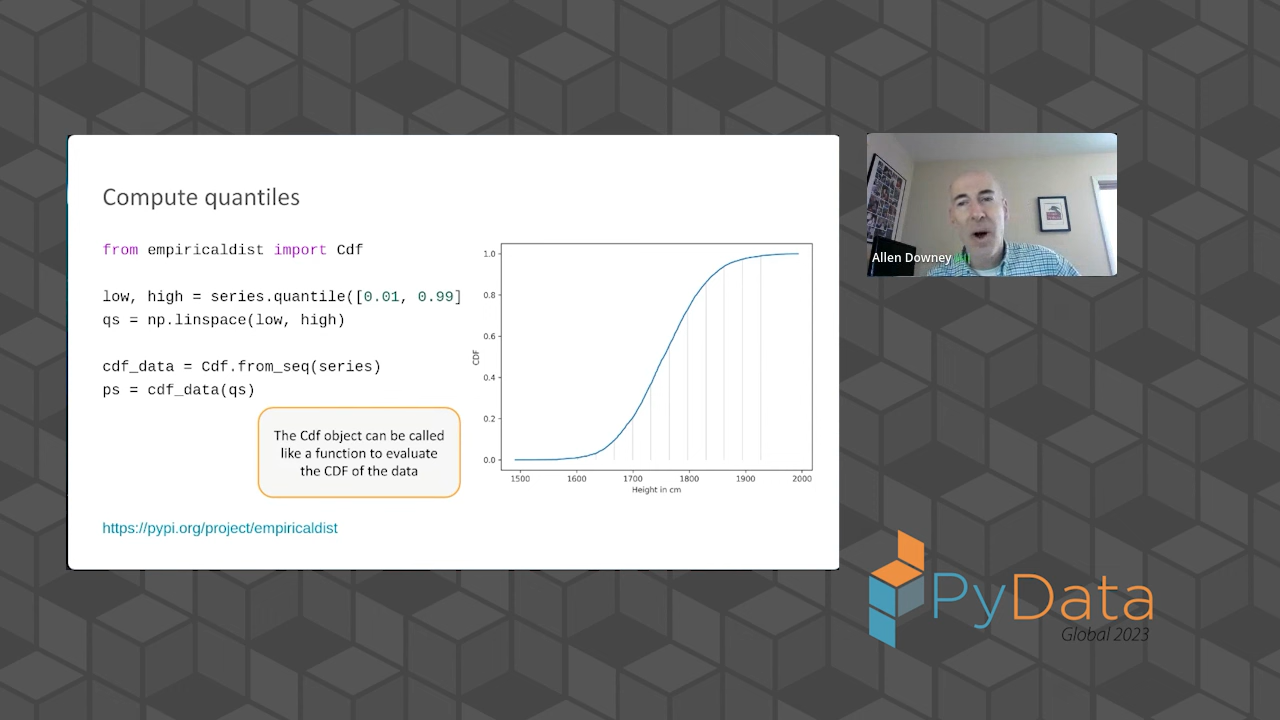 Compute quantiles
from empiricaldist import Cdf
low, high = series.quantile([0.01, 0.99]
qs = np.linspace(low, high)
cdf_data = Cdf.from_seq(series)
ps = cdf_data(qs)
The Cdf object can be called
like a function to evaluate
the CDF of the data
https://pypi.org/project/empiricaldist
CDF
1.0
0.8
0.6
0.4
0.2
0.0
1500 1600 1700 1800 1900 2000
Height in cm
Allen Downey
PyData
Global 2023